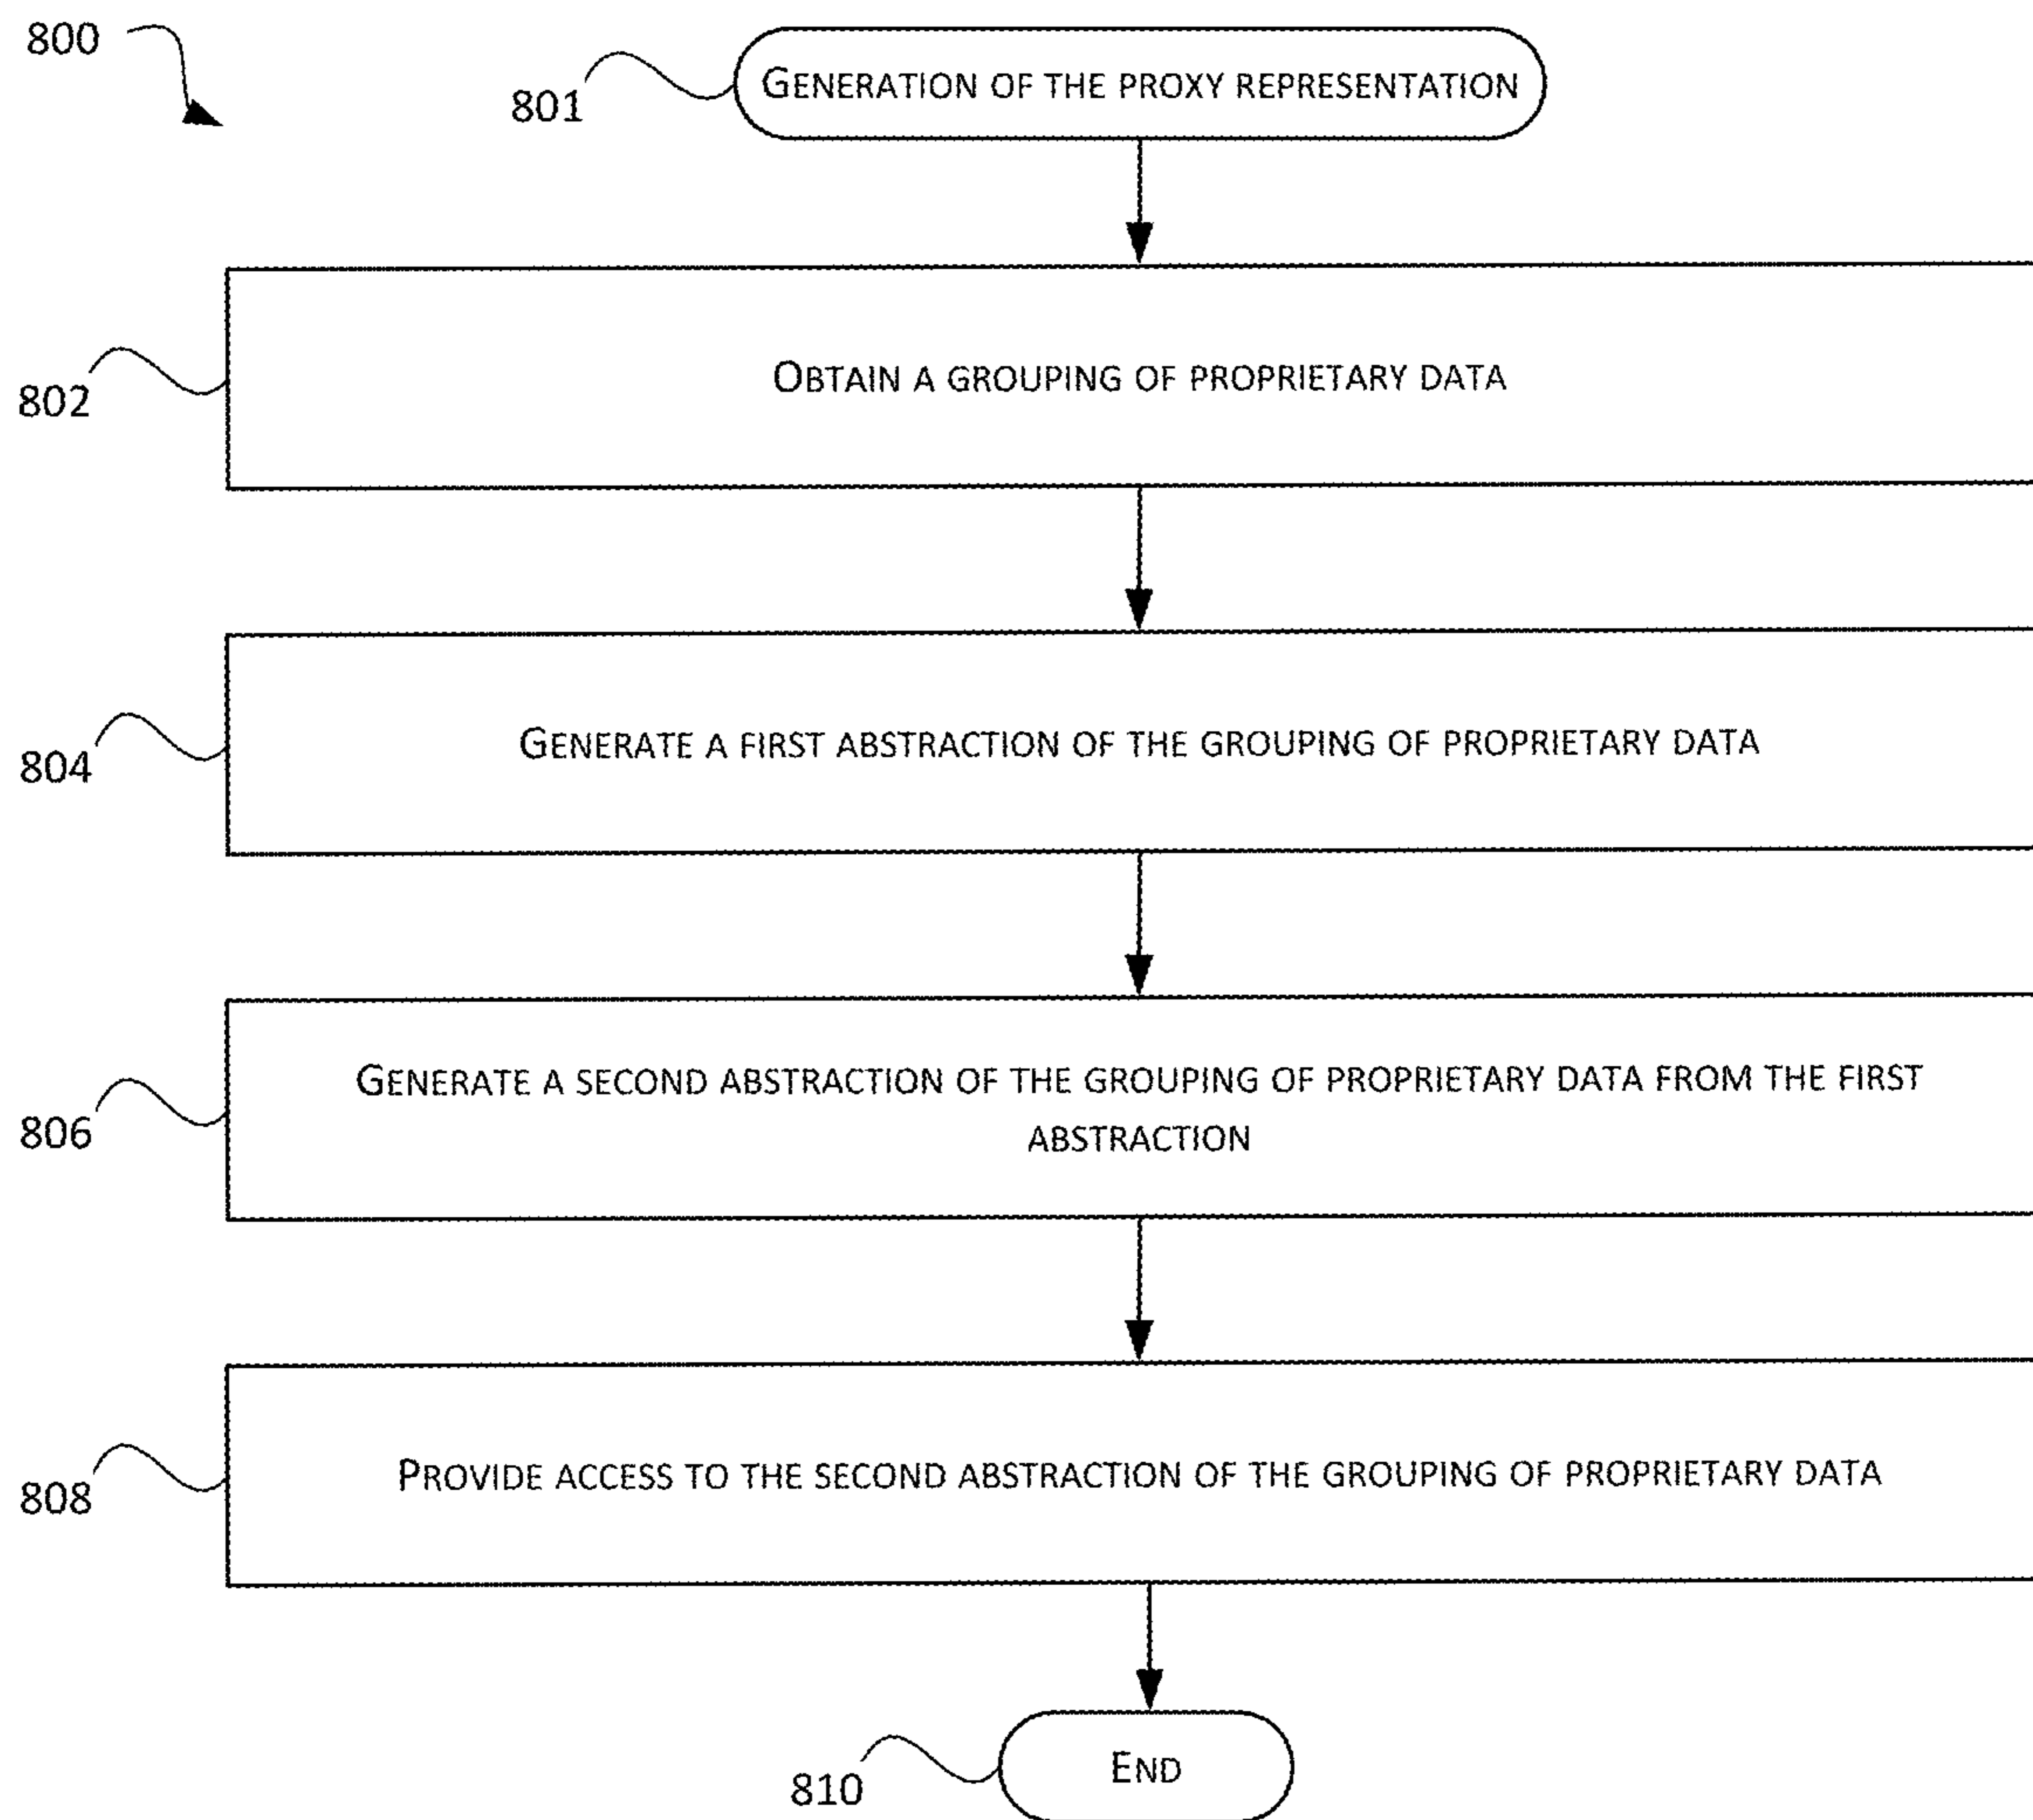 800
801
GENERATION OF THE PROXY REPRESENTATION
802
OBTAIN A GROUPING OF PROPRIETARY DATA
804
GENERATE A FIRST ABSTRACTION OF THE GROUPING OF PROPRIETARY DATA
806
GENERATE A SECOND ABSTRACTION OF THE GROUPING OF PROPRIETARY DATA FROM THE FIRST
ABSTRACTION
808
PROVIDE ACCESS TO THE SECOND ABSTRACTION OF THE GROUPING OF PROPRIETARY DATA
810
END